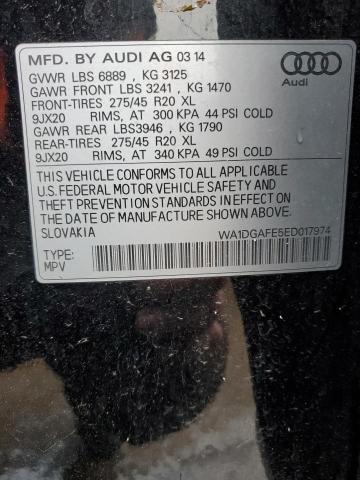 MFD. BY AUDI AG 03 14
GVWR LBS 6889 , KG 3125
GAWR FRONT LBS 3241 , KG 1470
FRONT-TIRES 275/45 R20 XL
9JX20 RIMS, AT 300 KPA 44 PSI COLD
GAWR REAR LBS3946 , KG 1790
REAR-TIRES 275/45 R20 XL
9JX20 RIMS, AT 340 KPA 49 PSI COLD
Audi
THIS VEHICLE CONFORMS TO ALL APPLICABLE
U.S. FEDERAL MOTOR VEHICLE SAFETY AND
THEFT PREVENTION STANDARDS IN EFFECT ON THE
DATE OF MANUFACTURE SHOWN ABOVE.
SLOVAKIA
WA1DGAFE5ED017974
TYPE:
MPV